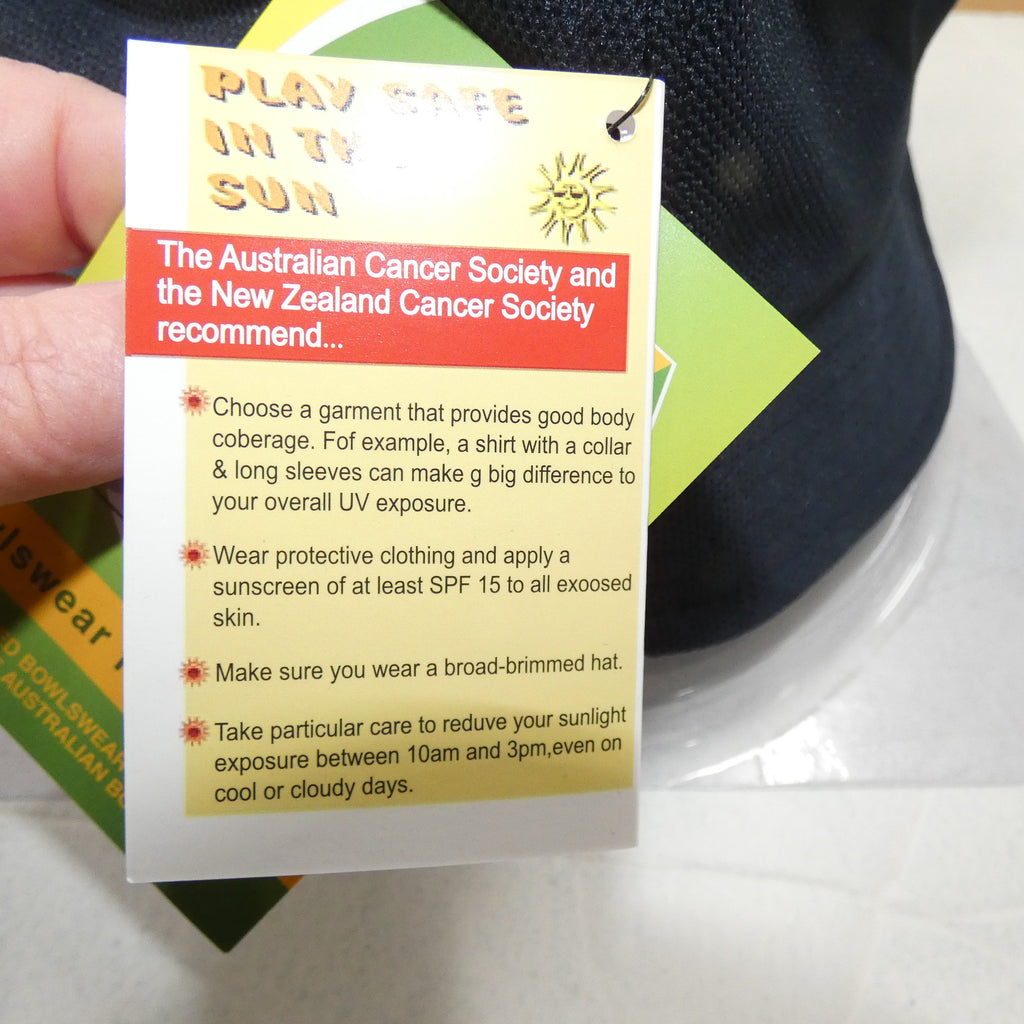 PLAY SAFE
IN
SUN
The Australian Cancer Society and
the New Zealand Cancer Society
recommend...
Choose a garment that provides good body
coberage. Fof example, a shirt with a collar
& long sleeves can make g big difference to
your overall UV exposure.
Wear protective clothing and apply a
sunscreen of at least SPF 15 to all exoosed
skin.
Make sure you wear a broad-brimmed hat.
Take particular care to reduve your sunlight
exposure between 10am and 3pm,even on
cool or cloudy days.
BOWLSWEAR
AUSTRALIAN